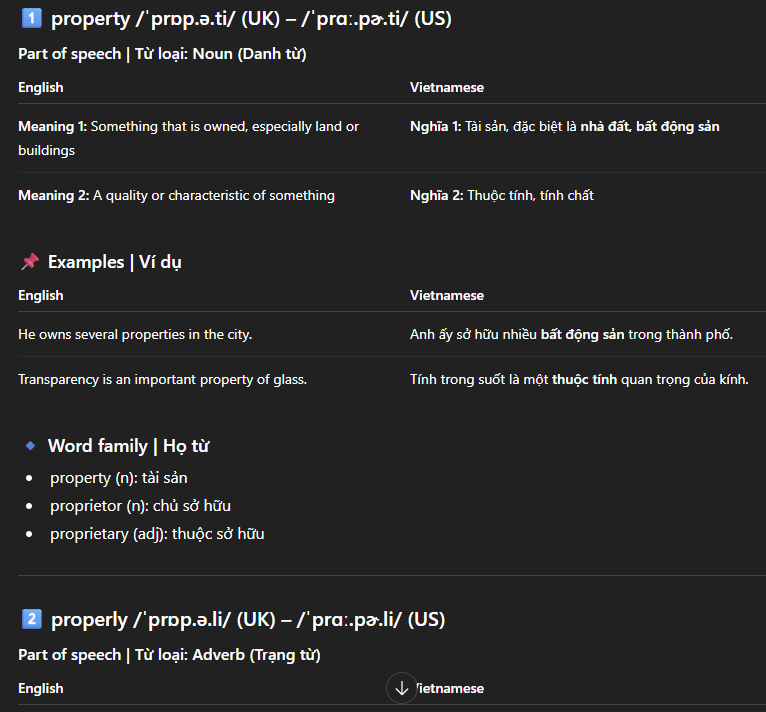 1 property /ˈprɒp.ə.ti/ (UK) – /ˈprɑː.pɚ.ti/ (US)
Part of speech | Từ loại: Noun (Danh từ)
English Vietnamese
Meaning 1: Something that is owned, especially land or Nghĩa 1: Tài sản, đặc biệt là nhà đất, bất động sản
buildings
Meaning 2: A quality or characteristic of something Nghĩa 2: Thuộc tính, tính chất
Examples | Ví dụ
English Vietnamese
He owns several properties in the city. Anh ấy sở hữu nhiều bất động sản trong thành phố.
Transparency is an important property of glass. Tính trong suốt là một thuộc tính quan trọng của kính.
Word family | Họ từ
property (n): tài sản
proprietor (n): chủ sở hữu
proprietary (adj): thuộc sở hữu
2 properly /ˈprɒp.ə.li/ (UK) – /ˈprɑː.pɚ.li/ (US)
Part of speech | Từ loại: Adverb (Trạng từ)
English ietnamese